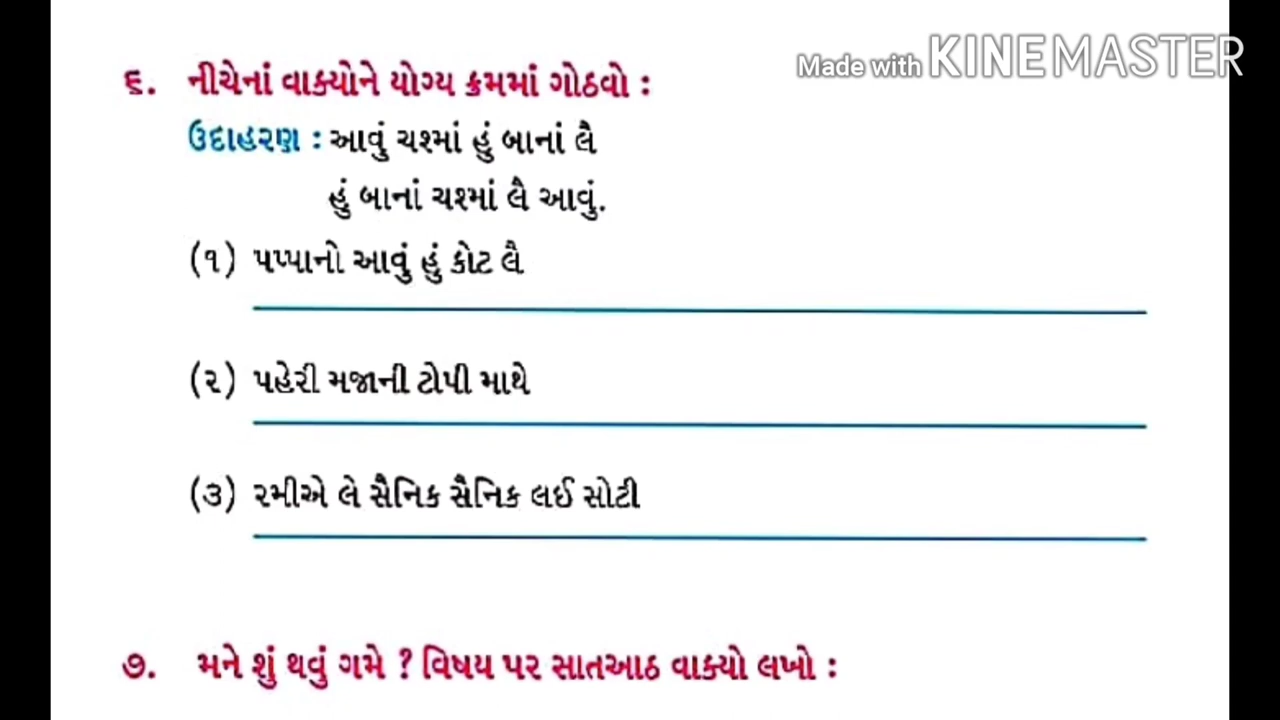 Made with KINEMASTER
૬. નીચેનાં વાક્યોને યોગ્ય ક્રમમાં ગોઠવો :
ઉદાહરણ : આવું ચશ્માં હું બાનાં લૈ
હું બાનાં ચશ્માં લૈ આવું.
(૧) પપ્પાનો આવું હું કોટ લૈ
(૨) પહેરી મજાની ટોપી માથે
(૩) રમીએ લે સૈનિક સૈનિક લઈ સોટી
૭. મને શું થવું ગમે ? વિષય પર સાતઆઠ વાક્યો લખો :